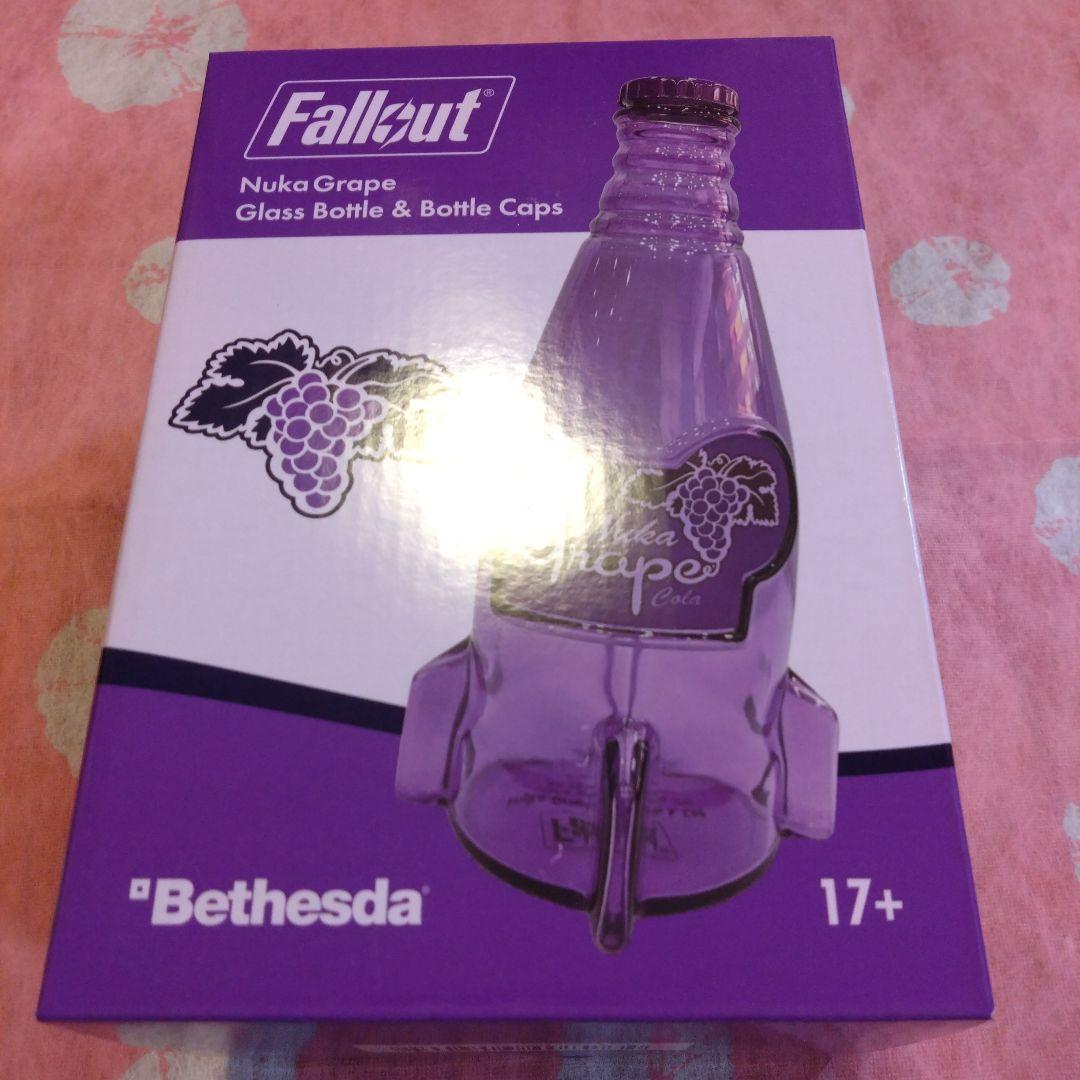 Fallout®
Nuka Grape
Glass Bottle & Bottle Caps
Nuka
Grape
Cola
Bethesda®
17+